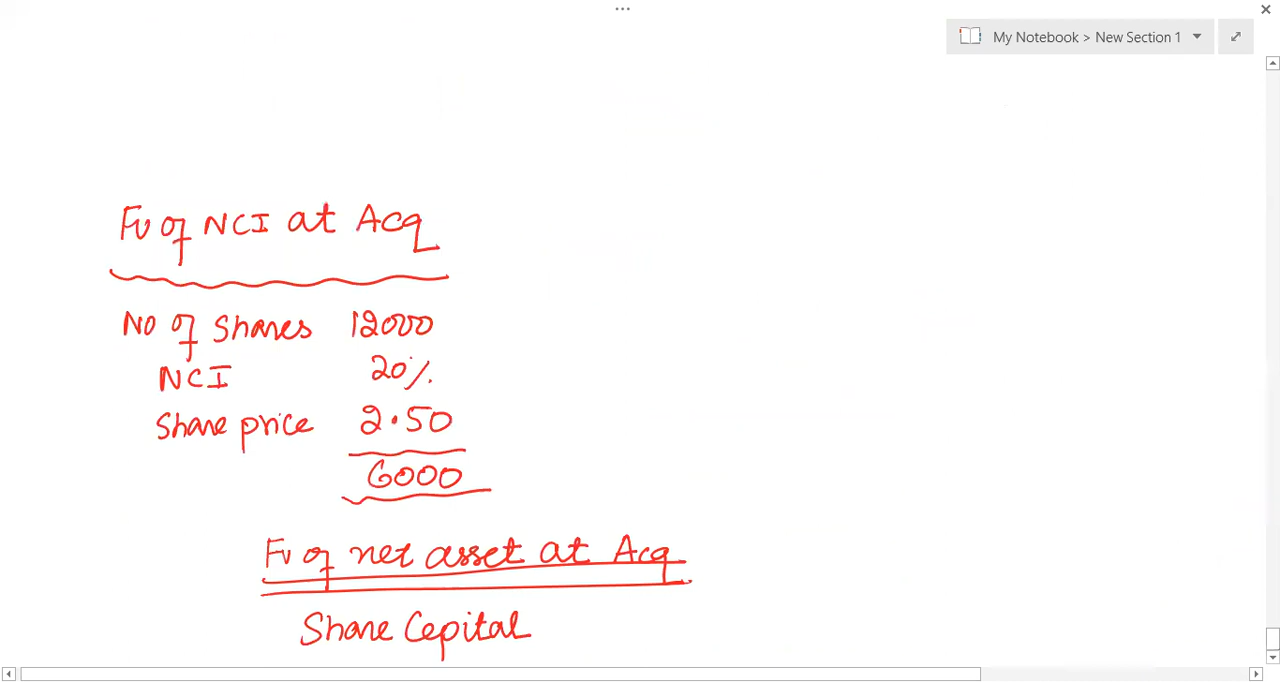 My Notebook > New Section 1
Fv of NCI at Acq
No of Shares 12000
NCI 20%
Share price 2.50
6000
Fv of net asset at Acq
Share Capital